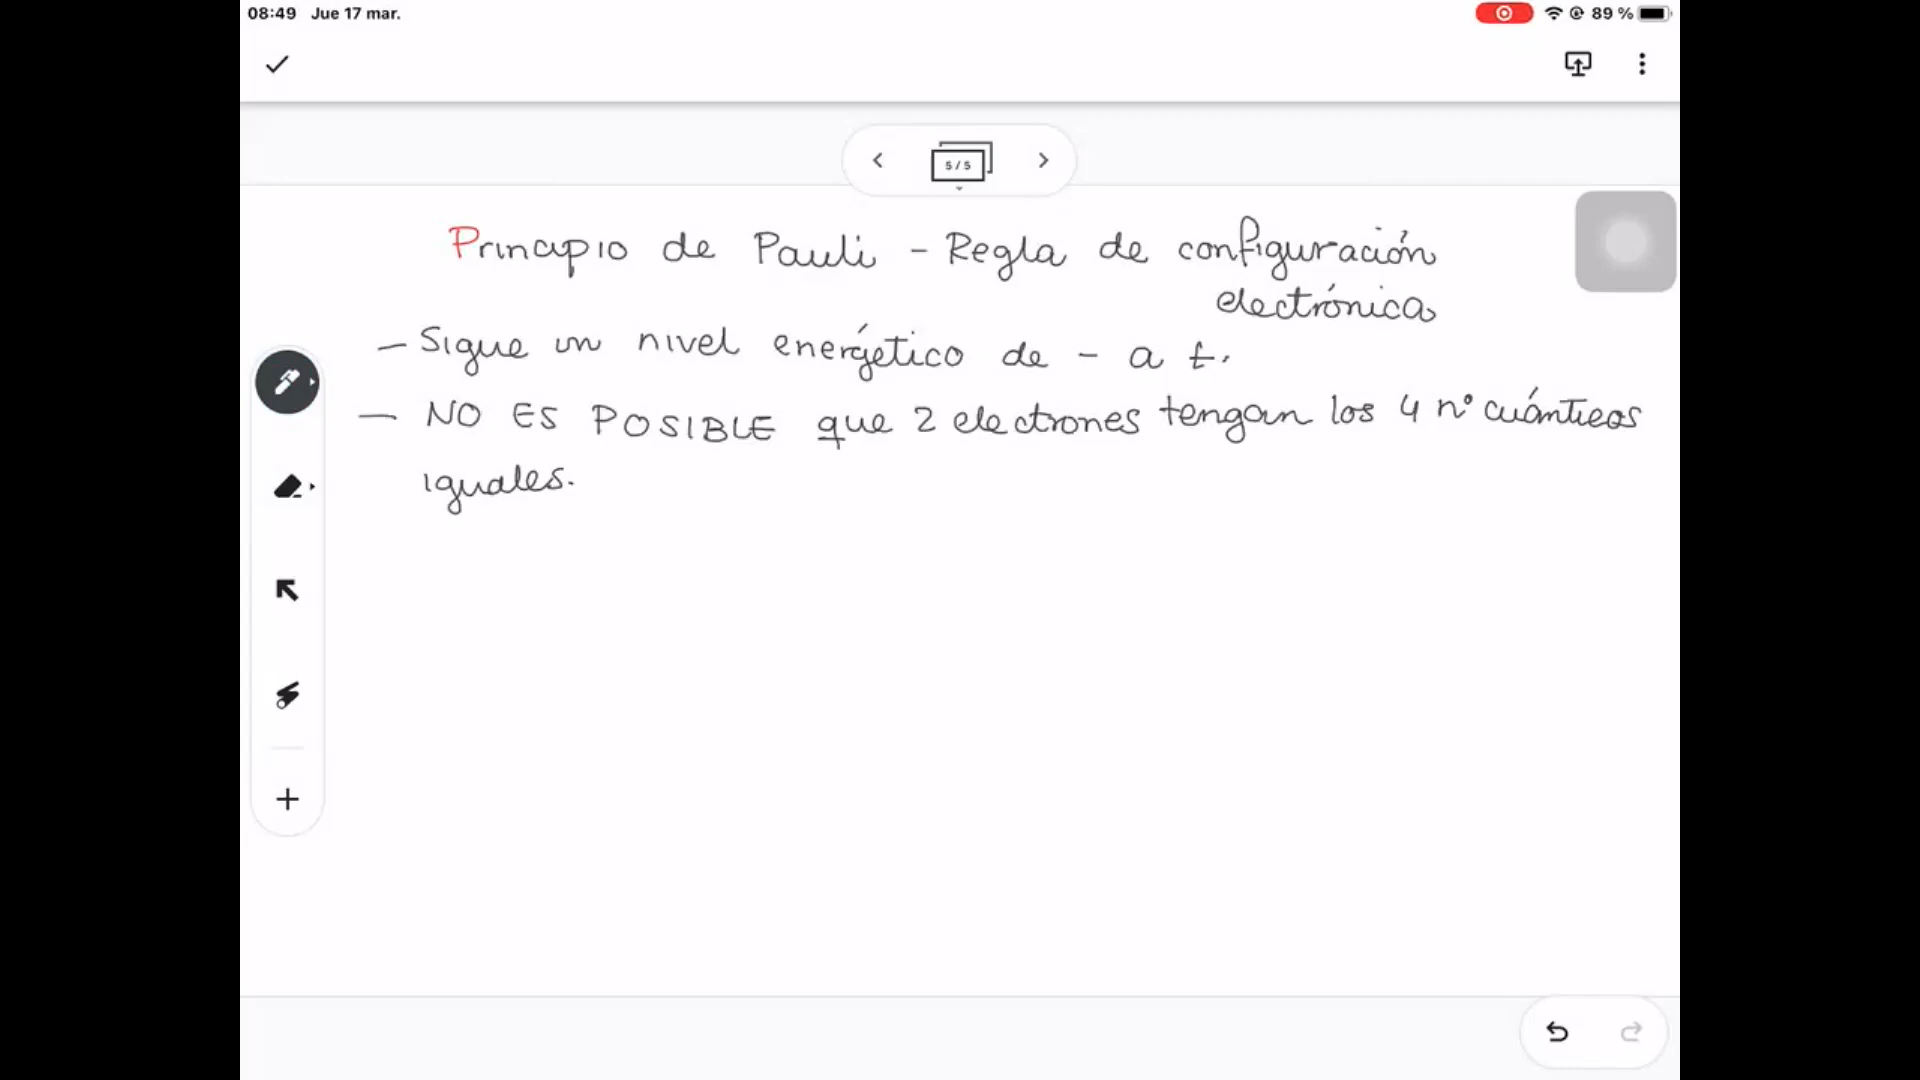 08:49 Jue 17 mar.
89 %
5 / 5
Principio de Pauli - Regla de configuración
electrónica
- Sigue un nivel energético de - a +.
- NO ES POSIBLE que 2 electrones tengan los 4 nº cuánticos
iguales.